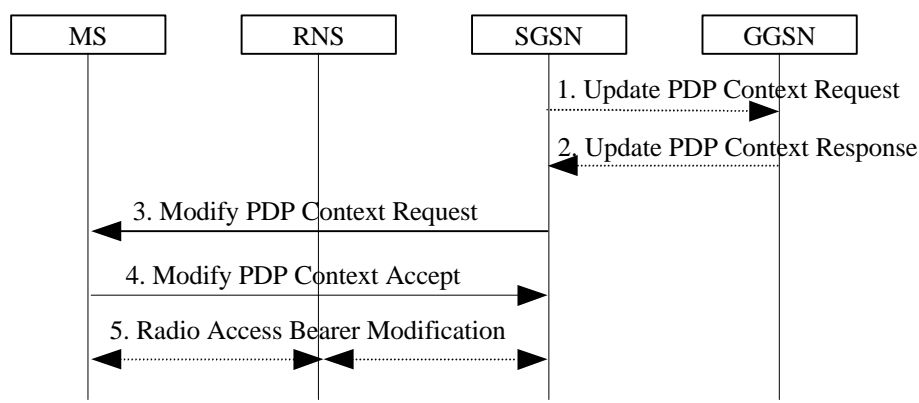 MS RNS SGSN GGSN
1. Update PDP Context Request
2. Update PDP Context Response
3. Modify PDP Context Request
4. Modify PDP Context Accept
5. Radio Access Bearer Modification